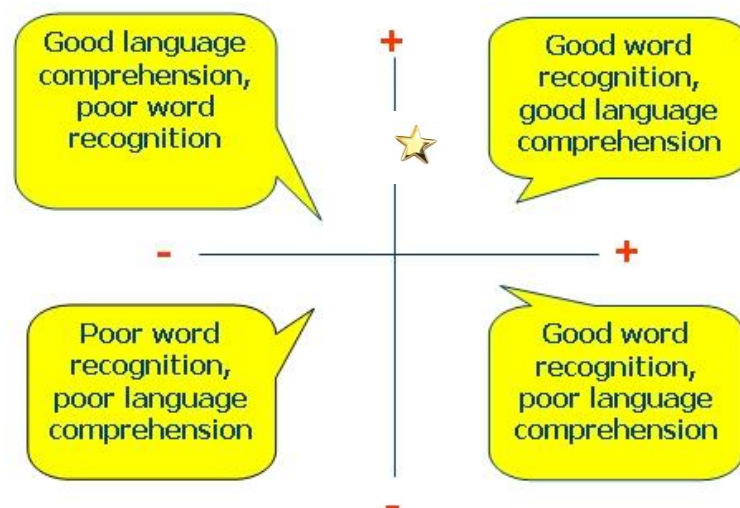 Good language
comprehension,
poor word
recognition
+
Good word
recognition,
good language
comprehension
-
+
Poor word
recognition,
poor language
comprehension
Good word
recognition,
poor language
comprehension
-